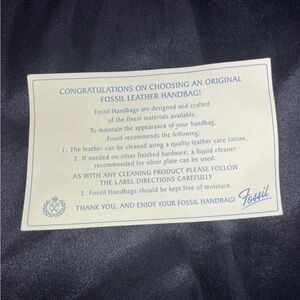 CONGRATULATIONS ON CHOOSING AN ORIGINAL
FOSSIL LEATHER HANDBAG!
Fossil Handbags are designed and crafted
of the finest materials available.
To maintain the appearance of your handbag,
Fossil recommends the following:
1. The leather can be cleaned using a quality leather care lotion.
2. If needed on silver finished hardware, a liquid cleaner
recommended for silver plate can be used.
AS WITH ANY CLEANING PRODUCT PLEASE FOLLOW
THE LABEL DIRECTIONS CAREFULLY
3. Fossil Handbags should be kept free of moisture.
THANK YOU, AND ENJOY YOUR FOSSIL HANDBAG!
Fossil